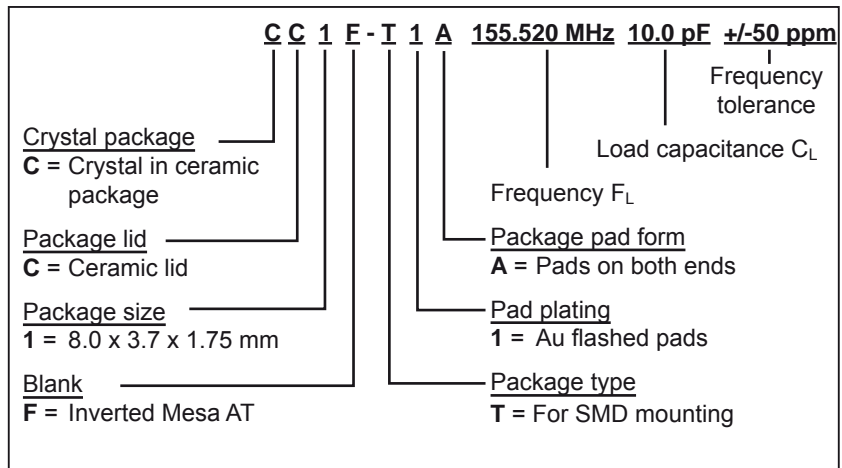 C C 1 F - T 1 A 155.520 MHz 10.0 pF +/-50 ppm
Frequency
tolerance
Load capacitance CL
Frequency FL
Crystal package
C = Crystal in ceramic
package
Package lid
C = Ceramic lid
Package size
1 = 8.0 x 3.7 x 1.75 mm
Blank
F = Inverted Mesa AT
Package pad form
A = Pads on both ends
Pad plating
1 = Au flashed pads
Package type
T = For SMD mounting